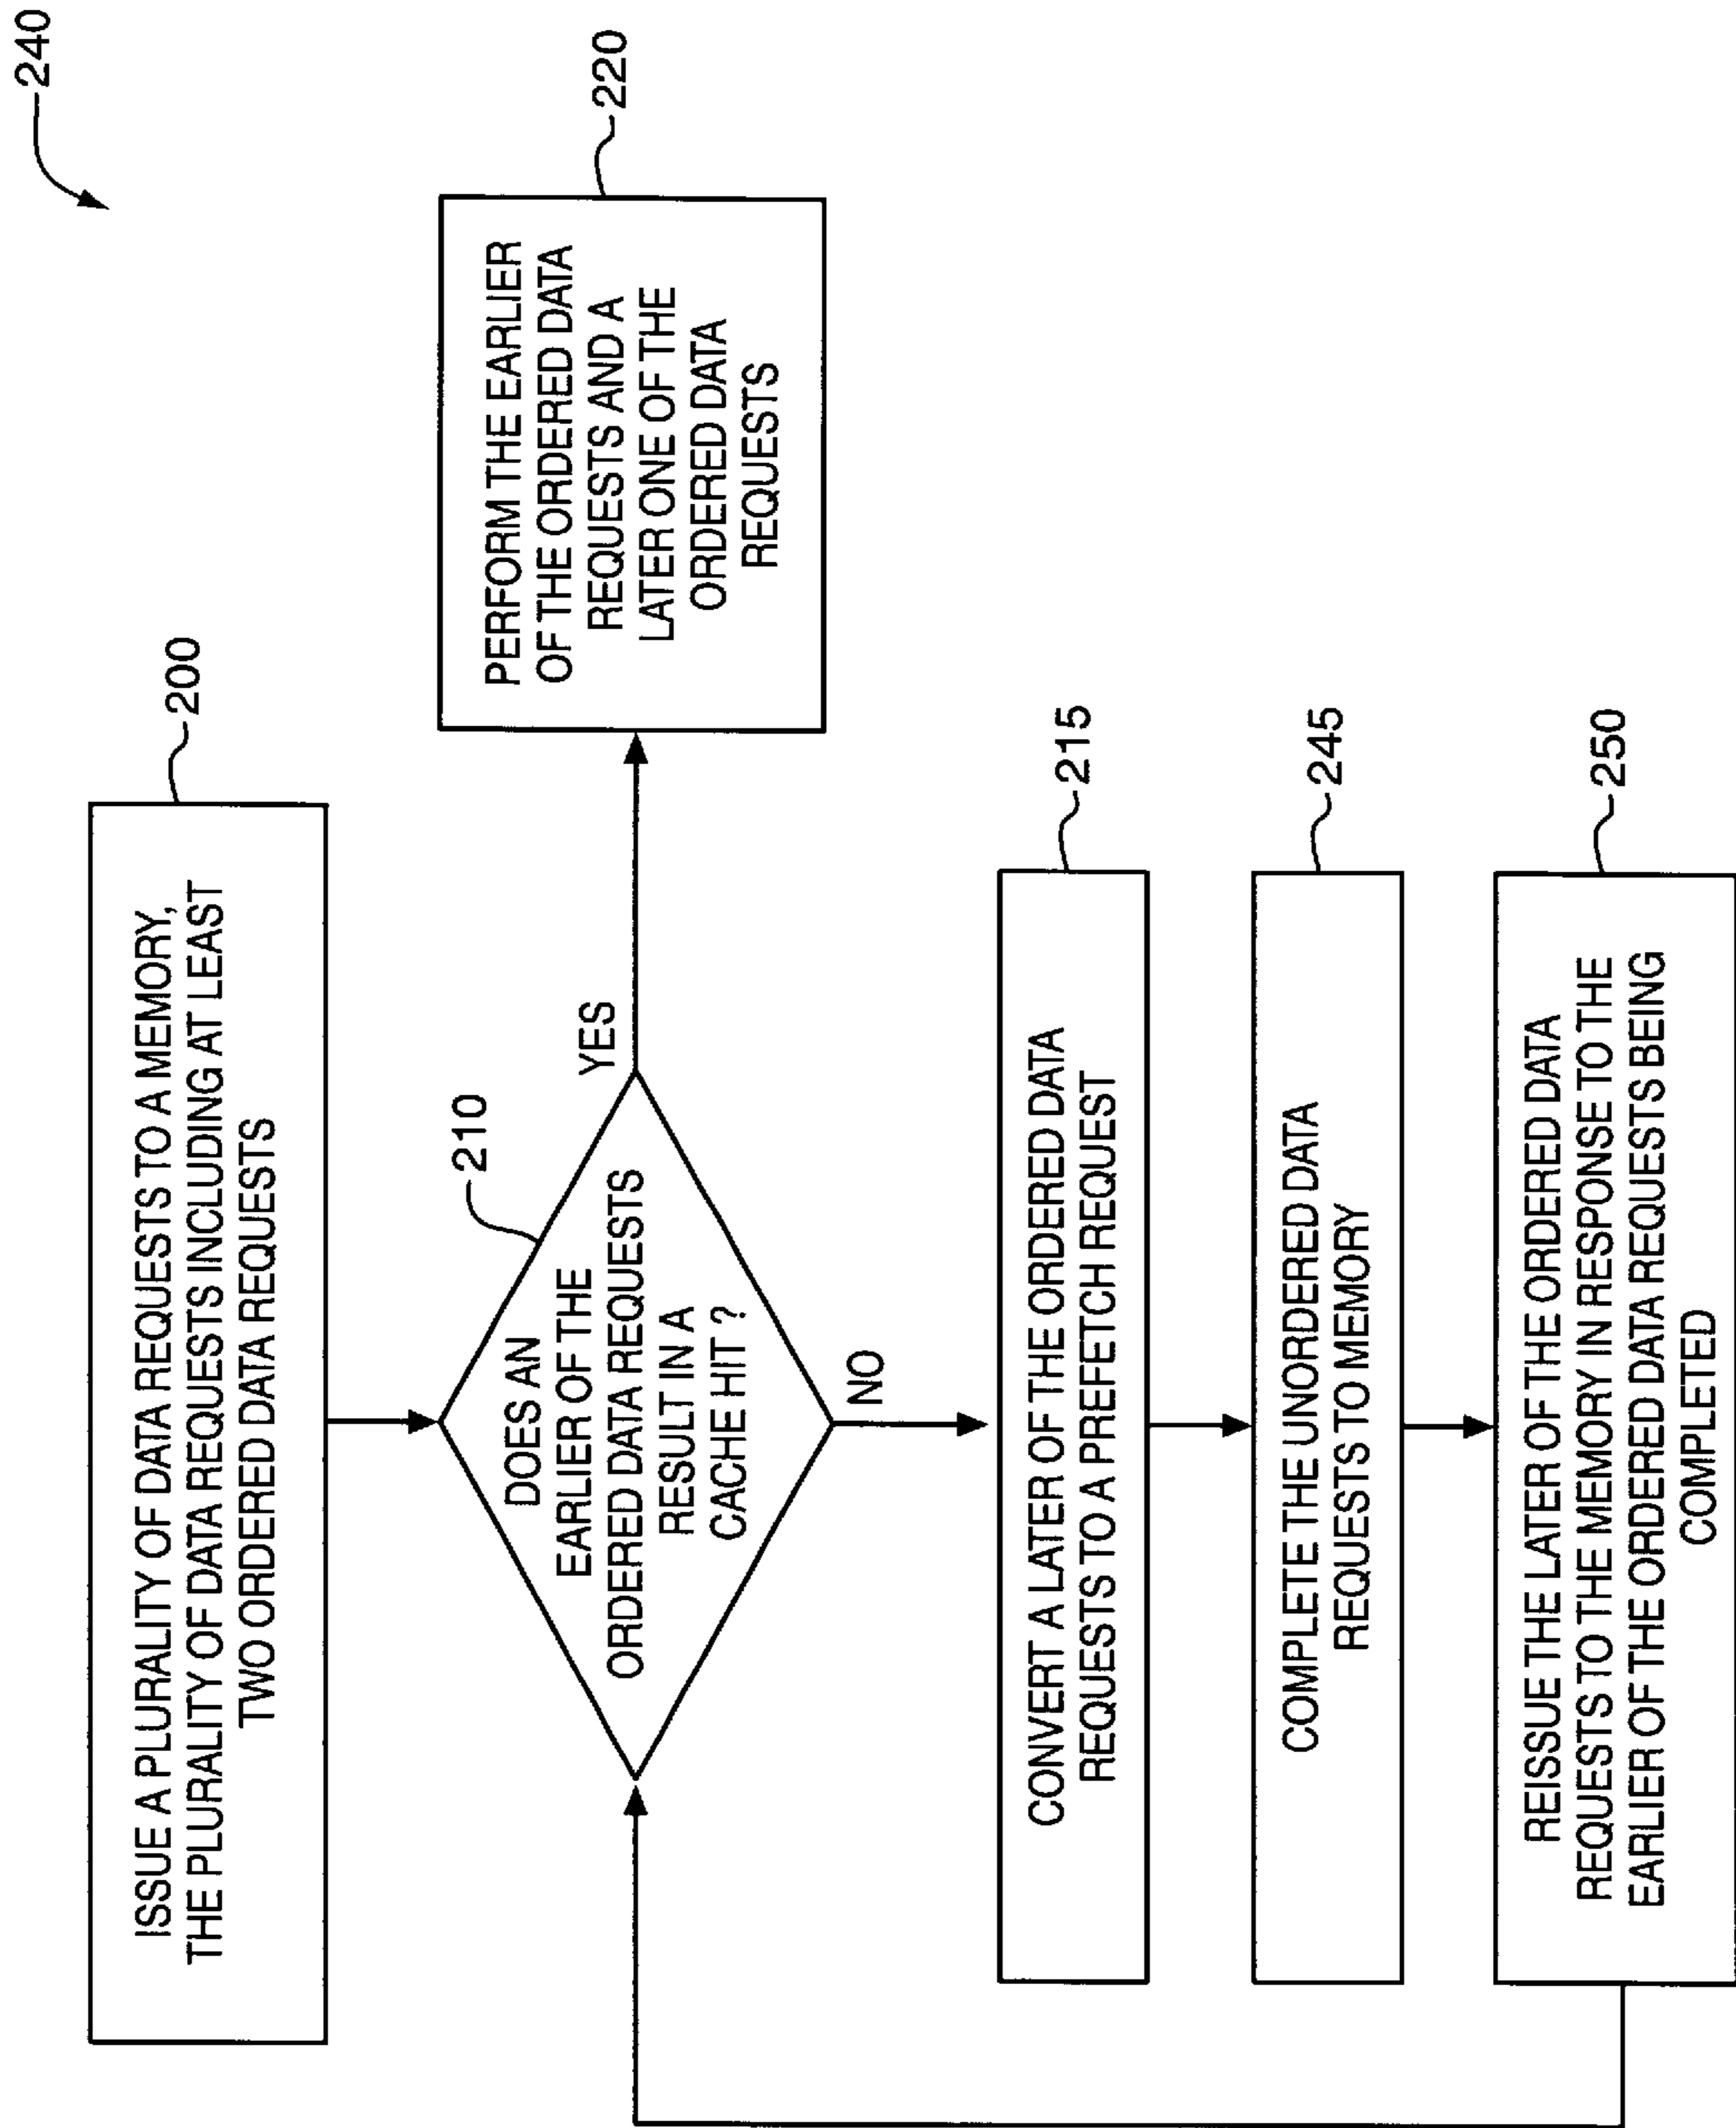 240
200
ISSUE A PLURALITY OF DATA REQUESTS TO A MEMORY,
THE PLURALITY OF DATA REQUESTS INCLUDING AT LEAST
TWO ORDERED DATA REQUESTS
210
DOES AN
EARLIER OF THE
ORDERED DATA REQUESTS
RESULT IN A
CACHE HIT ?
YES
220
PERFORM THE EARLIER
OF THE ORDERED DATA
REQUESTS AND A
LATER ONE OF THE
ORDERED DATA
REQUESTS
NO
215
CONVERT A LATER OF THE ORDERED DATA
REQUESTS TO A PREFETCH REQUEST
245
COMPLETE THE UNORDERED DATA
REQUESTS TO MEMORY
250
REISSUE THE LATER OF THE ORDERED DATA
REQUESTS TO THE MEMORY IN RESPONSE TO THE
EARLIER OF THE ORDERED DATA REQUESTS BEING
COMPLETED